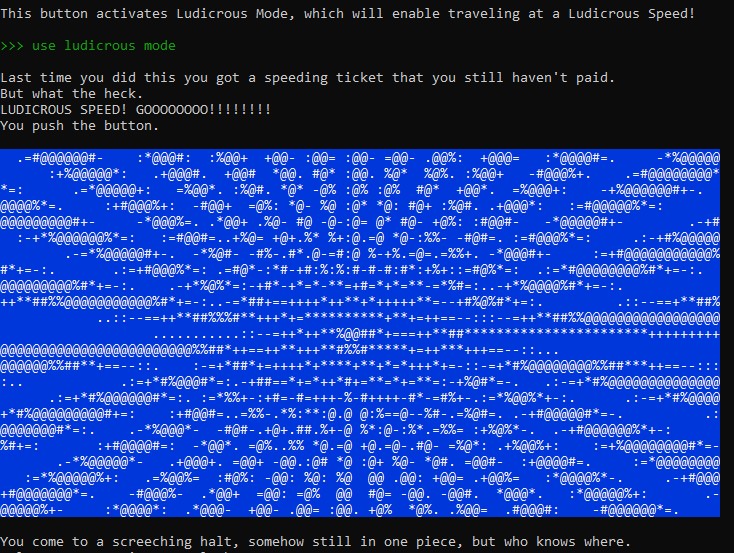 This button activates Ludicrous Mode, which will enable traveling at a Ludicrous Speed!
>>> use ludicrous mode
Last time you did this you got a speeding ticket that you still haven't paid.
But what the heck.
LUDICROUS SPEED! GOOOOOOOO!!!!!!!!
You push the button.
You come to a screeching halt, somehow still in one piece, but who knows where.